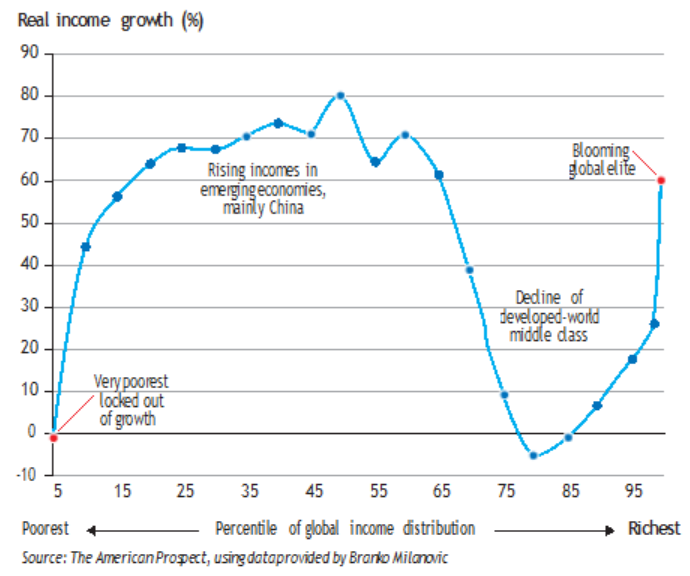 Real income growth (%)
90
80
70
60
50
40
30
20
10
0
-10
Rising incomes in
emerging economies,
mainly China
Blooming
global elite
Decline of
developed-world
middle class
Very poorest
locked out
of growth
5 15 25 35 45 55 65 75 85 95
Poorest Percentile of global income distribution Richest
Source: The American Prospect, using data provided by Branko Milanovic